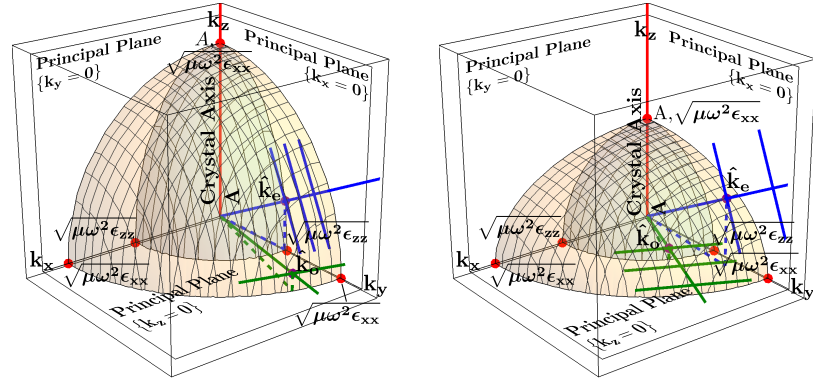 k_z
A,
√μω²ϵ_xx
Principal Plane
{k_y = 0}
Principal Plane
{k_x = 0}
Crystal Axis
A
k̂_e
√μω²ϵ_zz
k_x
√μω²ϵ_xx
√μω²ϵ_zz
k_o
k_y
Principal Plane
{k_z = 0}
√μω²ϵ_xx
k_z
Principal Plane
{k_y = 0}
Principal Plane
{k_x = 0}
A, √μω²ϵ_xx
Crystal Axis
A
k̂_e
√μω²ϵ_zz
k̂_o
k_x
√μω²ϵ_xx
√μω²ϵ_zz
√μω²ϵ_xx
k_y
Principal Plane
{k_z = 0}